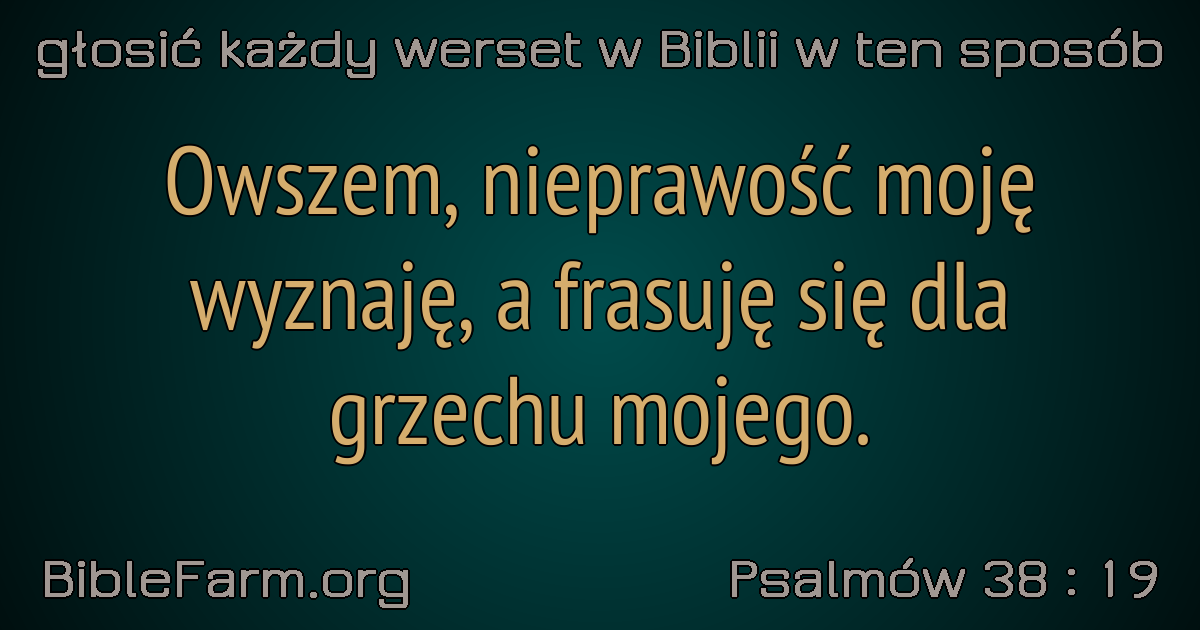 głosić każdy werset w Biblii w ten sposób
Owszem, nieprawość moję
wyznaję, a frasuję się dla
grzechu mojego.
BibleFarm.org
Psalmów 38 : 19